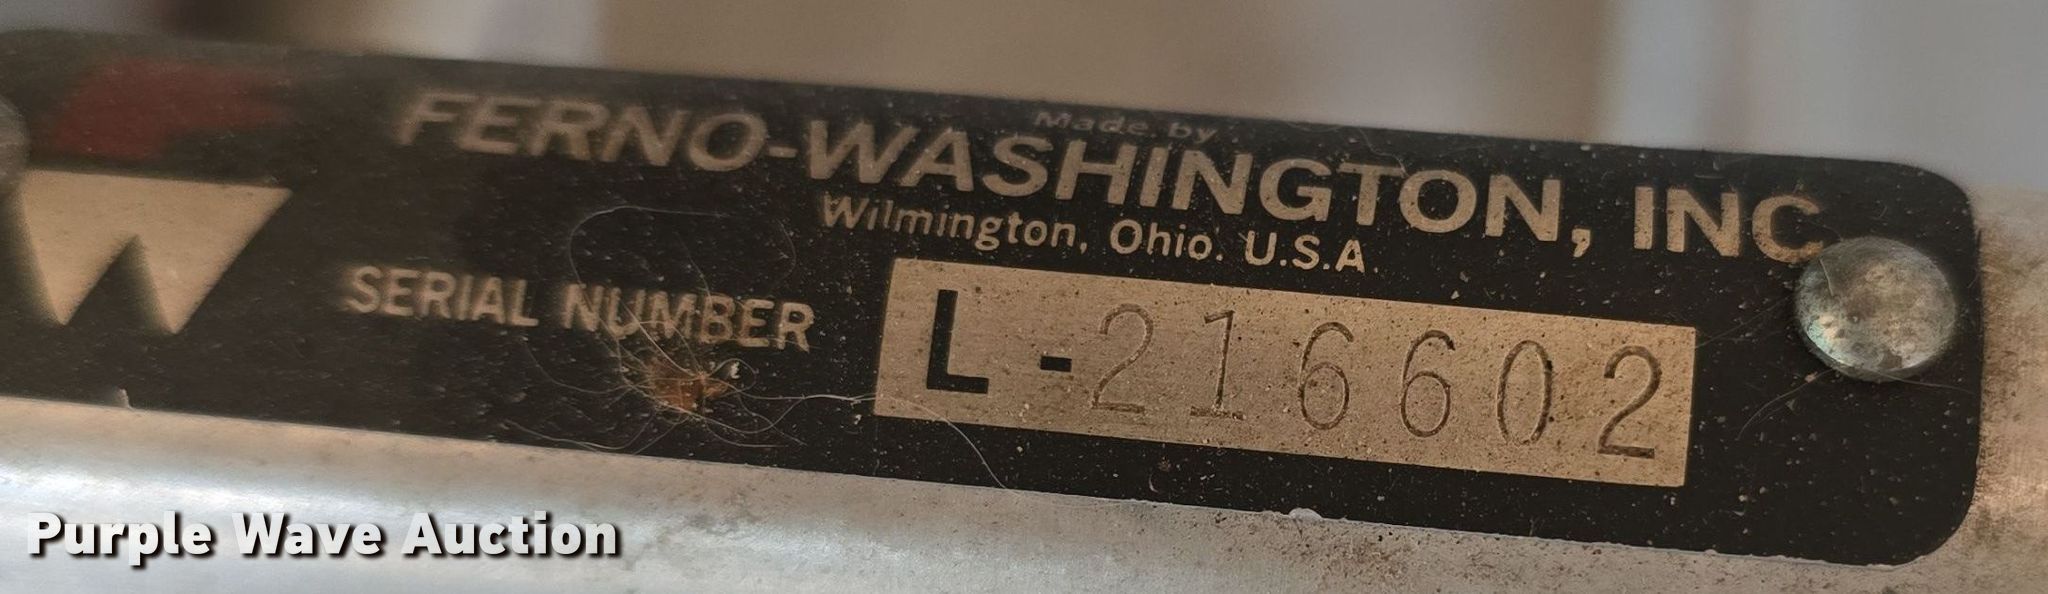 Made by
FERNO-WASHINGTON, INC
Wilmington, Ohio. U.S.A.
W
SERIAL NUMBER L-216602
Purple Wave Auction